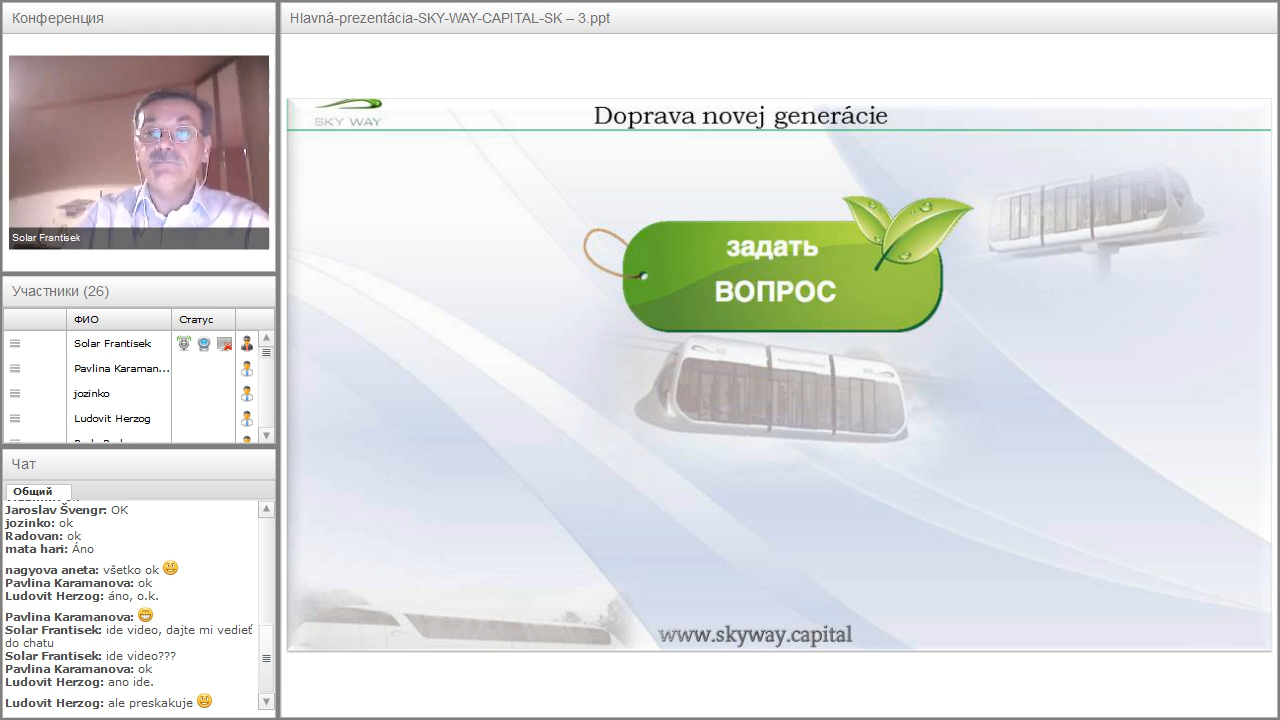 Конференция
Solar Frantisek
Участники (26)
ФИО
Статус
Solar Frantisek
Pavlina Karaman...
jozinko
Ludovit Herzog
Чат
Общий
Jaroslav Švengr: OK
jozinko: ok
Radovan: ok
mata hari: Áno
nagyova aneta: všetko ok
Pavlina Karamanova: ok
Ludovit Herzog: áno, o.k.
Pavlina Karamanova:
Solar Frantisek: ide video, dajte mi vedieť
do chatu
Solar Frantisek: ide video???
Pavlina Karamanova: ok
Ludovit Herzog: ano ide.
Ludovit Herzog: ale preskakuje
Hlavná-prezentácia-SKY-WAY-CAPITAL-SK – 3.ppt
SKY WAY
Doprava novej generácie
задать
ВОПРОС
www.skyway.capital